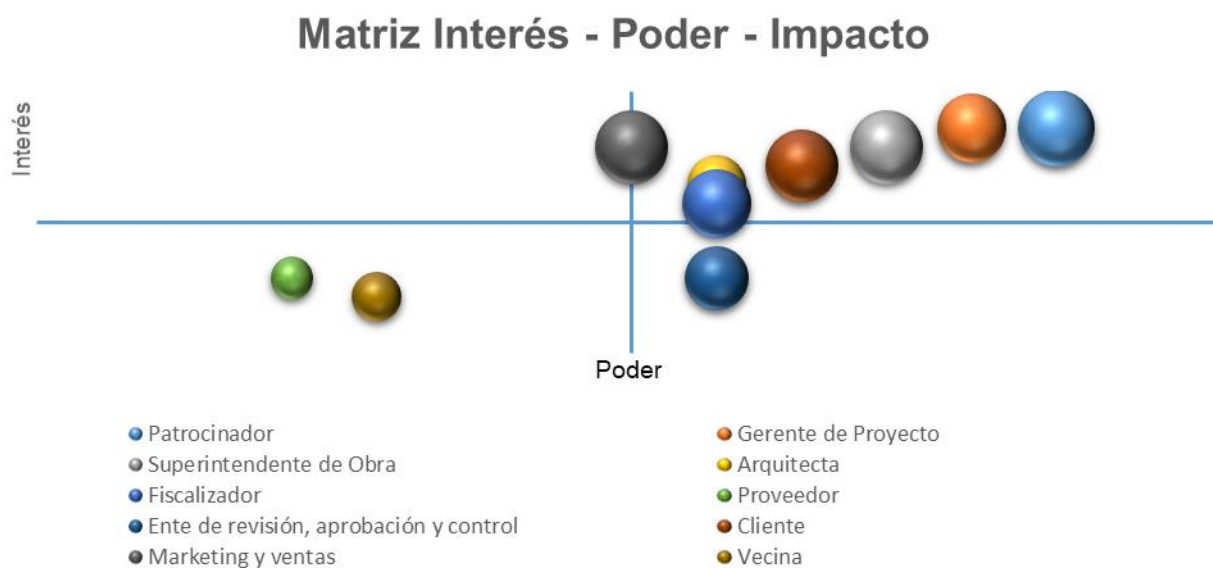 Matriz Interés - Poder - Impacto
Interés
Poder
Patrocinador
Gerente de Proyecto
Superintendente de Obra
Arquitecta
Fiscalizador
Proveedor
Ente de revisión, aprobación y control
Cliente
Marketing y ventas
Vecina